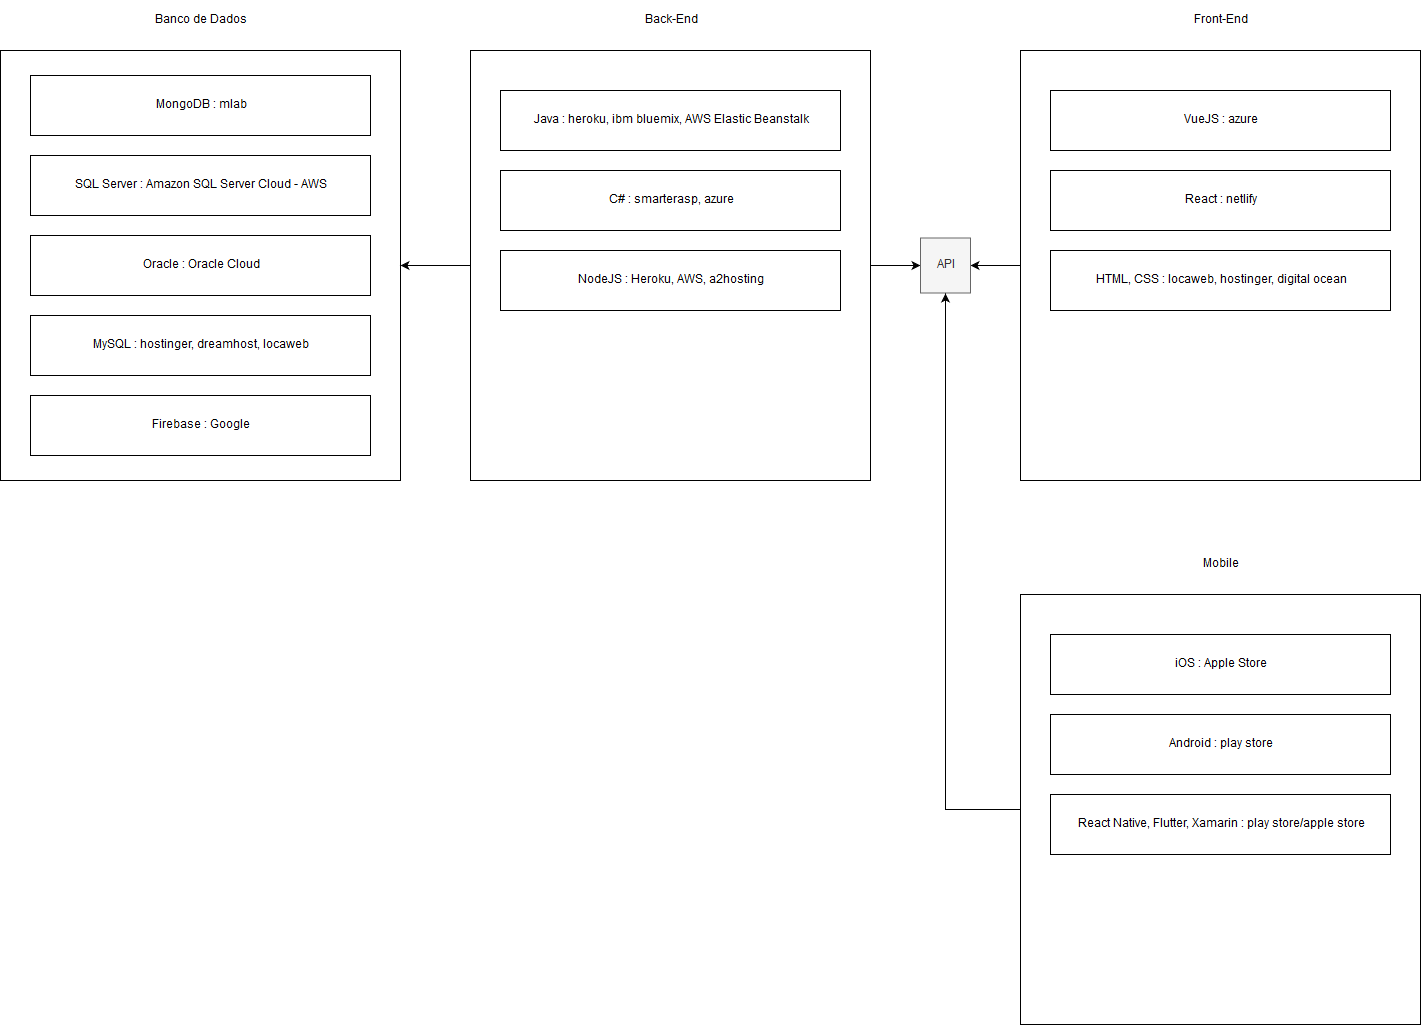 Banco de Dados
MongoDB : mlab
SQL Server : Amazon SQL Server Cloud - AWS
Oracle : Oracle Cloud
MySQL : hostinger, dreamhost, locaweb
Firebase : Google
Back-End
Java : heroku, ibm bluemix, AWS Elastic Beanstalk
C# : smarterasp, azure
NodeJS : Heroku, AWS, a2hosting
API
Front-End
VueJS : azure
React : netlify
HTML, CSS : locaweb, hostinger, digital ocean
Mobile
iOS : Apple Store
Android : play store
React Native, Flutter, Xamarin : play store/apple store